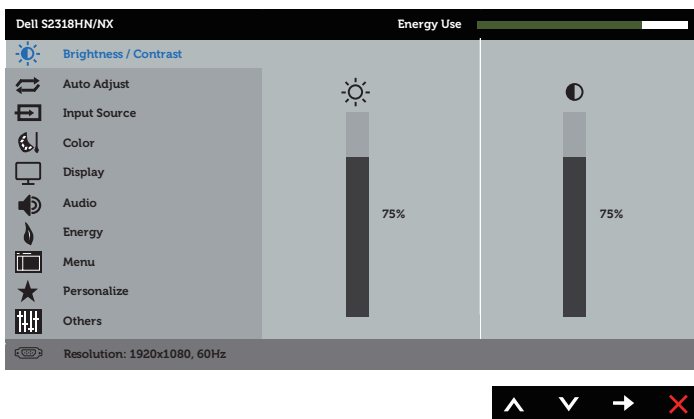 Dell S2318HN/NX
Energy Use
Brightness / Contrast
Auto Adjust
Input Source
Color
Display
Audio
75%
75%
Energy
Menu
Personalize
Others
Resolution: 1920x1080, 60Hz